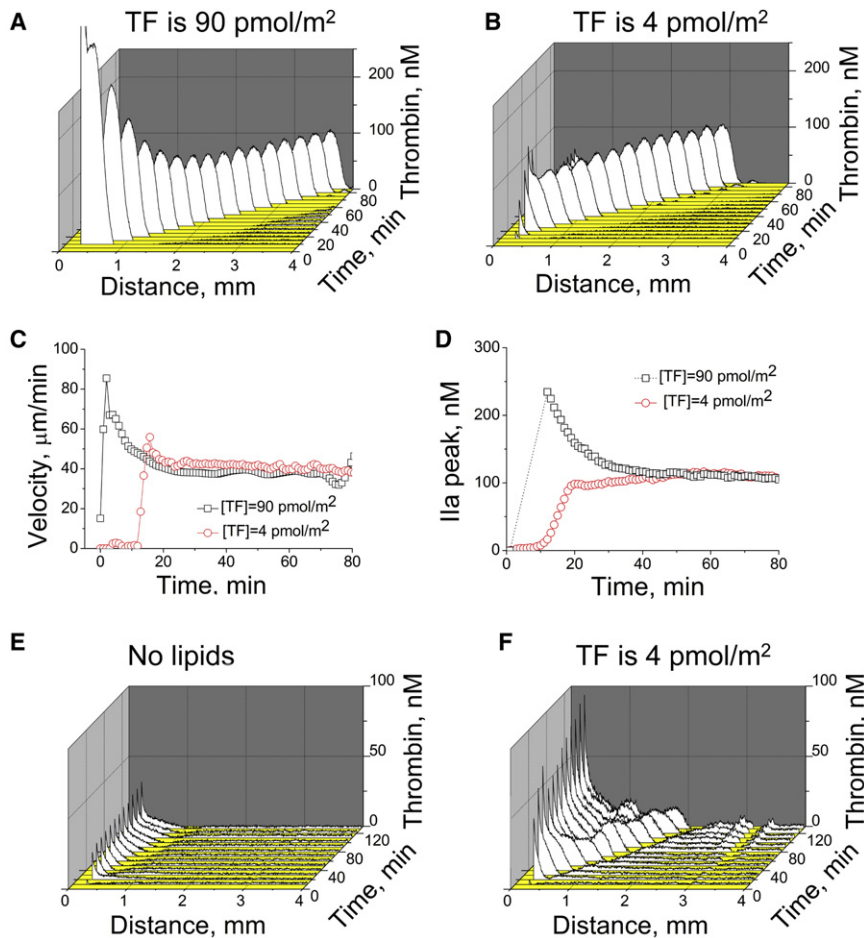 A
TF is 90 pmol/m²
200
100
0
Thrombin, nM
80
60
40
20
0
Time, min
0
1
2
3
4
Distance, mm
B
TF is 4 pmol/m²
200
100
0
Thrombin, nM
80
60
40
20
0
Time, min
0
1
2
3
4
Distance, mm
C
100
80
60
40
20
0
Velocity, µm/min
[TF]=90 pmol/m²
[TF]=4 pmol/m²
0 20 40 60 80
Time, min
D
300
200
100
0
IIa peak, nM
[TF]=90 pmol/m²
[TF]=4 pmol/m²
0 20 40 60 80
Time, min
E
No lipids
100
50
0
Thrombin, nM
120
80
40
0
Time, min
0
1
2
3
4
Distance, mm
F
TF is 4 pmol/m²
100
50
0
Thrombin, nM
120
80
40
0
Time, min
0
1
2
3
4
Distance, mm